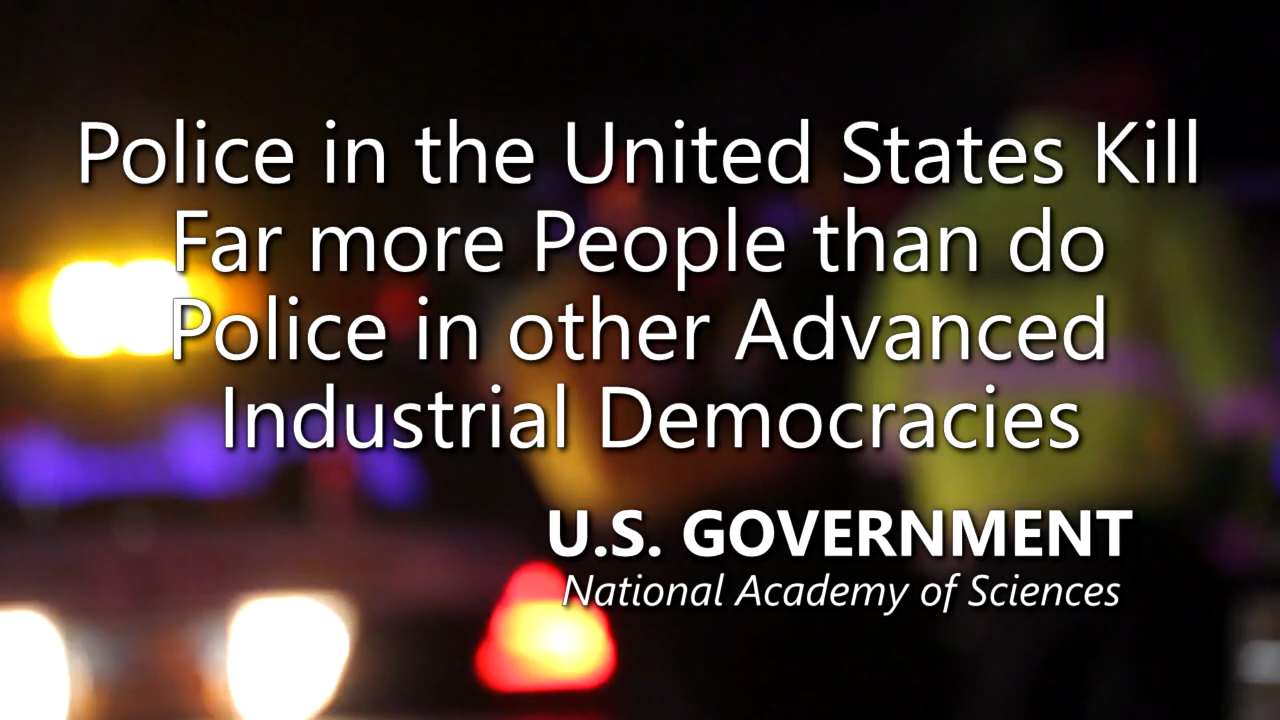 Police in the United States Kill
Far more People than do
Police in other Advanced
Industrial Democracies
U.S. GOVERNMENT
National Academy of Sciences